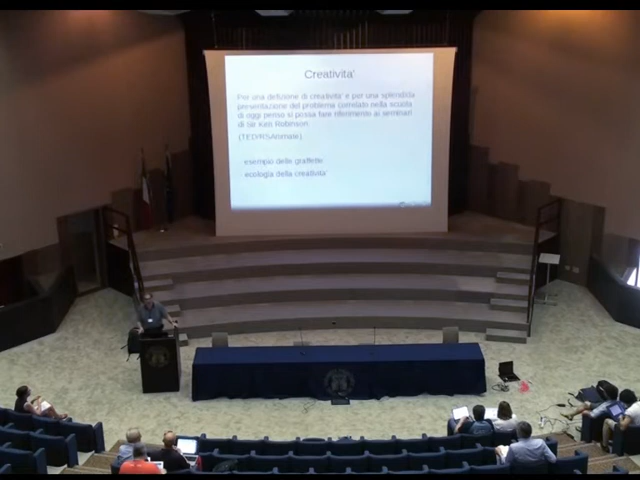 Creativita'
Per una defizione di creativita' e per una splendida
presentazione del problema correlato nella scuola
di oggi penso si possa fare riferimento ai seminari
di Sir Ken Robinson
(TED/RSAnimate).
esempio delle graffette
ecologia della creativita'